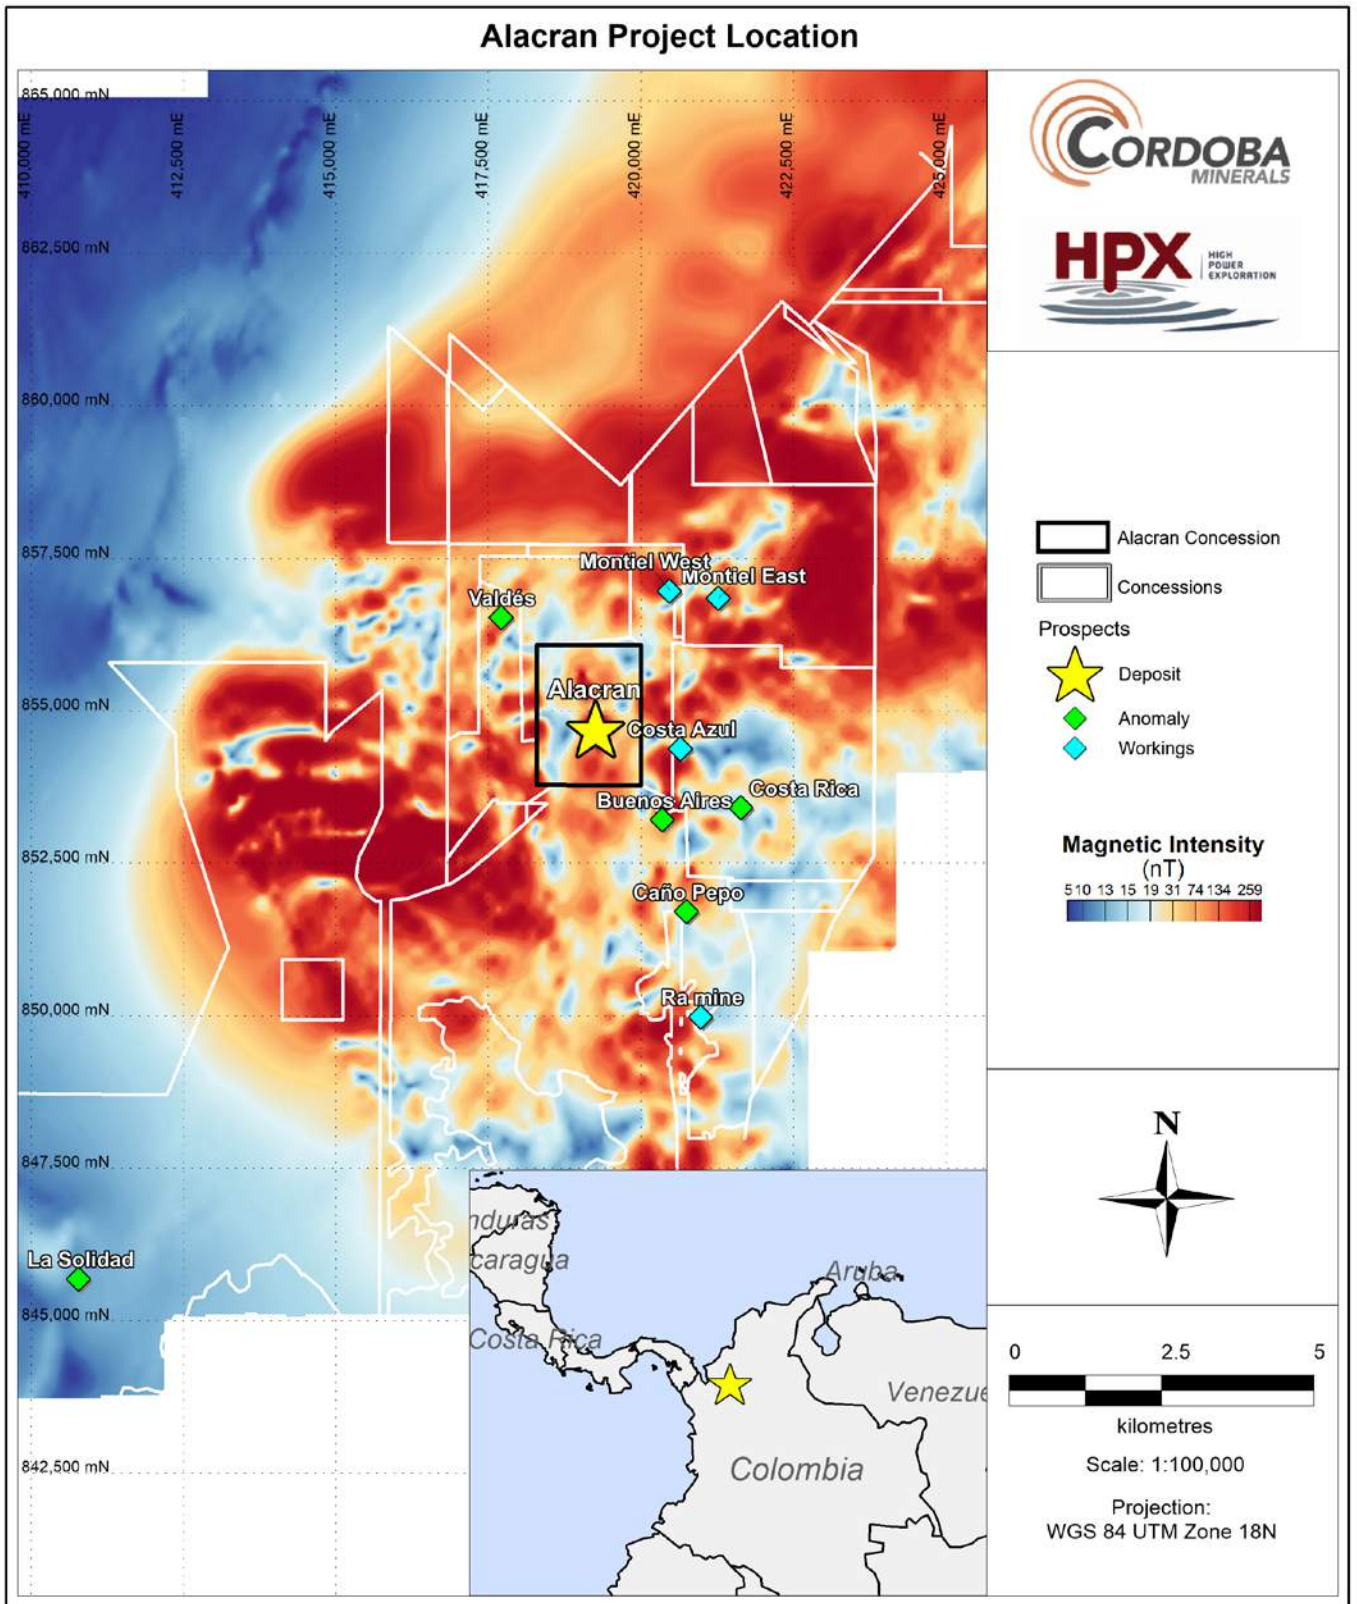 Alacran Project Location
865,000 mN
410,000 mE
412,500 mE
415,000 mE
417,500 mE
420,000 mE
422,500 mE
425,000 mE
862,500 mN
860,000 mN
857,500 mN
855,000 mN
852,500 mN
850,000 mN
847,500 mN
845,000 mN
842,500 mN
Montiel West
Montiel East
Valdés
Alacran
Costa Azul
Costa Rica
Buenos Aires
Caño Pepo
Ra mine
La Solidad
nduras
caragua
Costa Rica
Aruba
Venezue
Colombia
CORDOBA
MINERALS
HPX
HIGH
POWER
EXPLORATION
Alacran Concession
Concessions
Prospects
Deposit
Anomaly
Workings
Magnetic Intensity
(nT)
5 10 13 15 19 31 74 134 259
N
0 2.5 5
kilometres
Scale: 1:100,000
Projection:
WGS 84 UTM Zone 18N